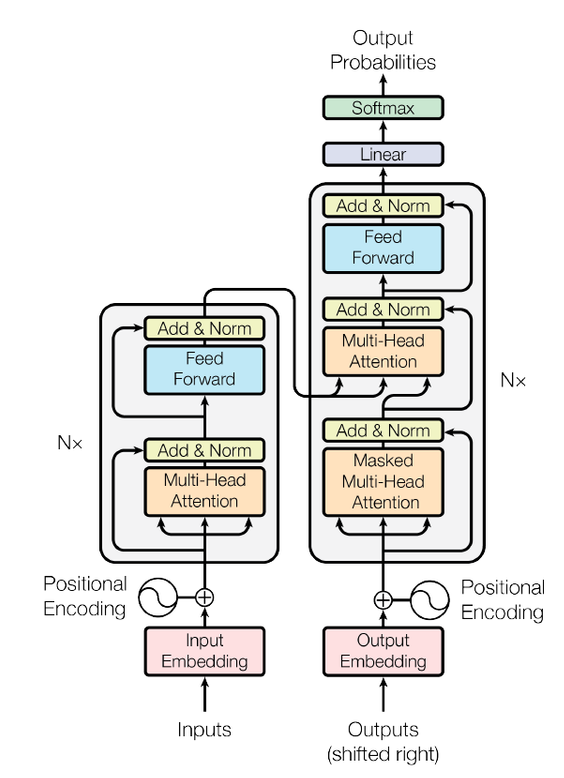 Output
Probabilities
Softmax
Linear
Add & Norm
Feed
Forward
Add & Norm
Multi-Head
Attention
Add & Norm
Masked
Multi-Head
Attention
N×
Add & Norm
Feed
Forward
Add & Norm
Multi-Head
Attention
N×
Positional
Encoding
Positional
Encoding
Input
Embedding
Output
Embedding
Inputs
Outputs
(shifted right)